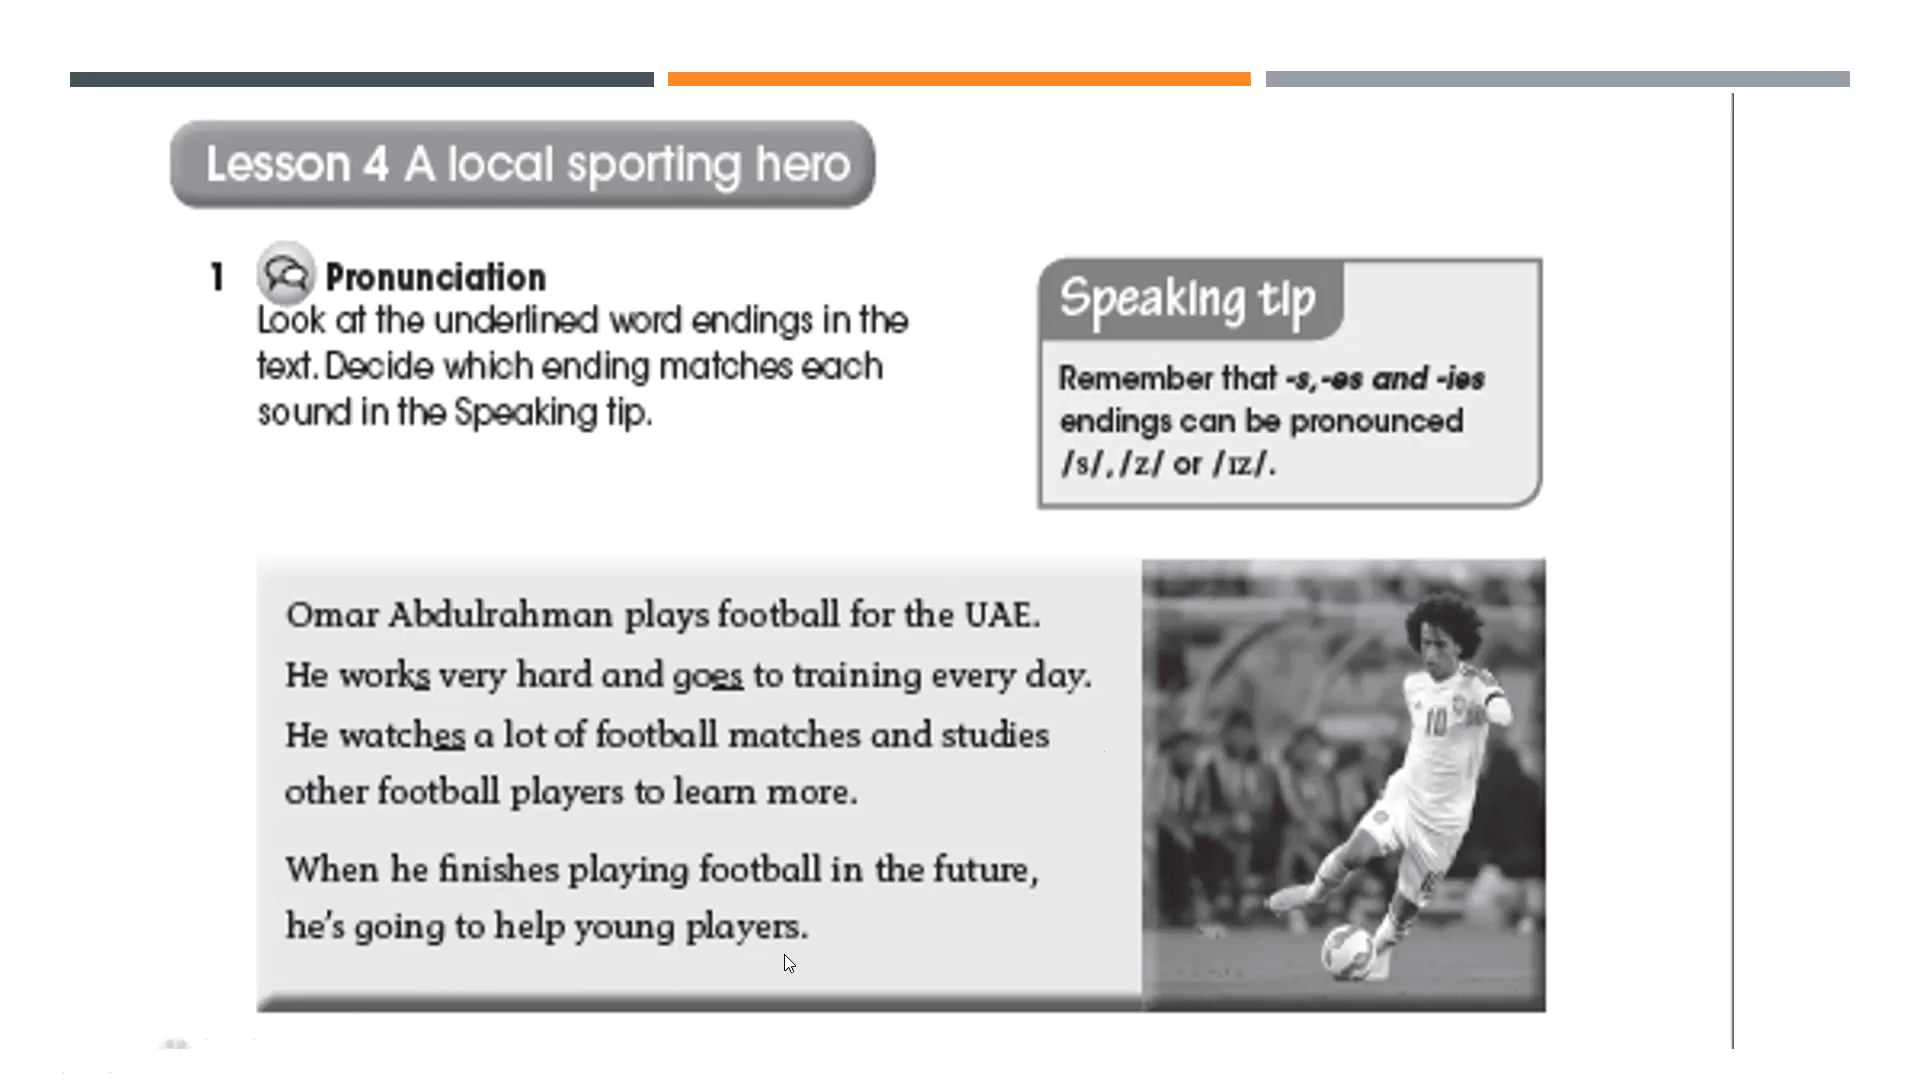 Lesson 4 A local sporting hero
1 Pronunciation
Look at the underlined word endings in the
text. Decide which ending matches each
sound in the Speaking tip.
Speaking tip
Remember that -s, -es and -ies
endings can be pronounced
/s/, /z/ or /ɪz/.
Omar Abdulrahman plays football for the UAE.
He works very hard and goes to training every day.
He watches a lot of football matches and studies
other football players to learn more.
When he finishes playing football in the future,
he's going to help young players.
10